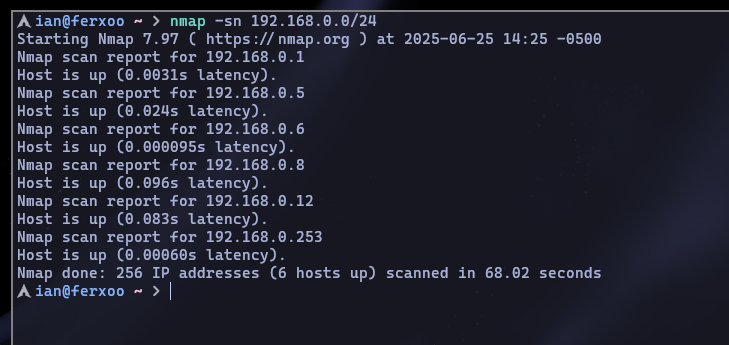 ian@ferxoo ~ > nmap -sn 192.168.0.0/24
Starting Nmap 7.97 ( https://nmap.org ) at 2025-06-25 14:25 -0500
Nmap scan report for 192.168.0.1
Host is up (0.0031s latency).
Nmap scan report for 192.168.0.5
Host is up (0.024s latency).
Nmap scan report for 192.168.0.6
Host is up (0.000095s latency).
Nmap scan report for 192.168.0.8
Host is up (0.096s latency).
Nmap scan report for 192.168.0.12
Host is up (0.083s latency).
Nmap scan report for 192.168.0.253
Host is up (0.00060s latency).
Nmap done: 256 IP addresses (6 hosts up) scanned in 68.02 seconds
ian@ferxoo ~ >